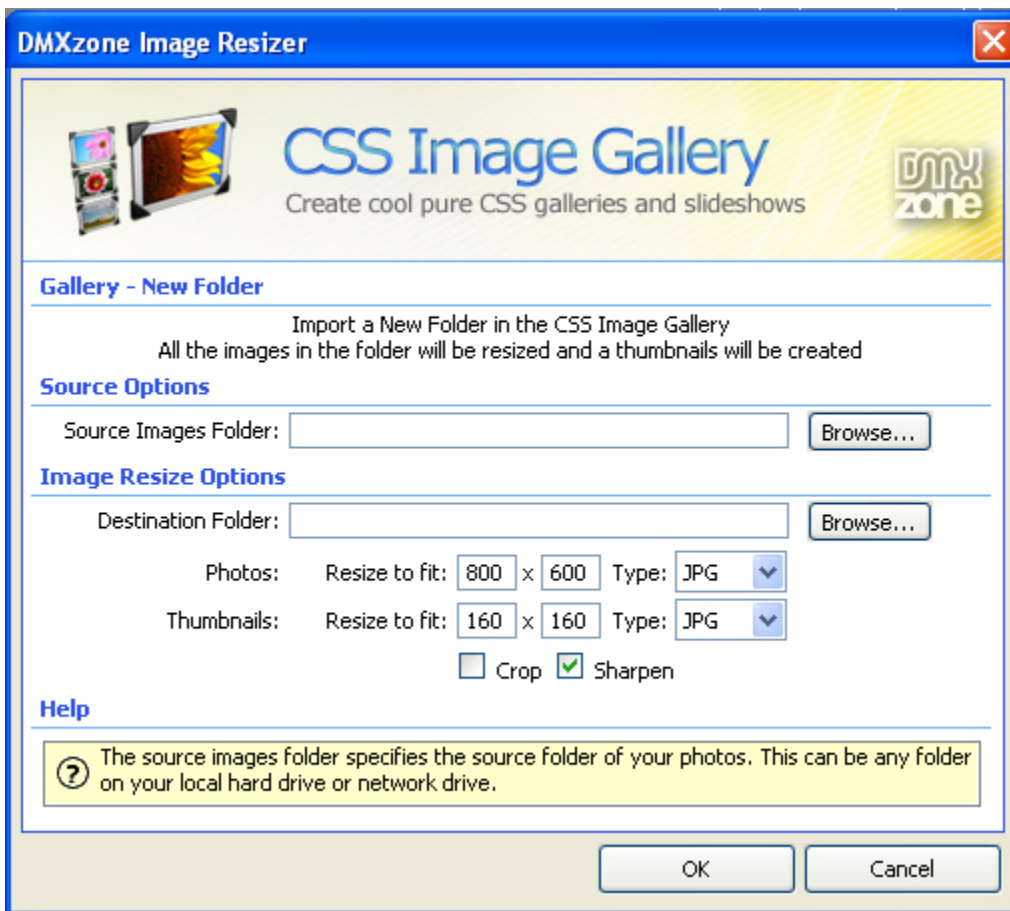 DMXzone Image Resizer
CSS Image Gallery
Create cool pure CSS galleries and slideshows
DMX
zone
Gallery - New Folder
Import a New Folder in the CSS Image Gallery
All the images in the folder will be resized and a thumbnails will be created
Source Options
Source Images Folder: Browse...
Image Resize Options
Destination Folder: Browse...
Photos: Resize to fit: 800 x 600 Type: JPG
Thumbnails: Resize to fit: 160 x 160 Type: JPG
Crop Sharpen
Help
The source images folder specifies the source folder of your photos. This can be any folder
on your local hard drive or network drive.
OK Cancel